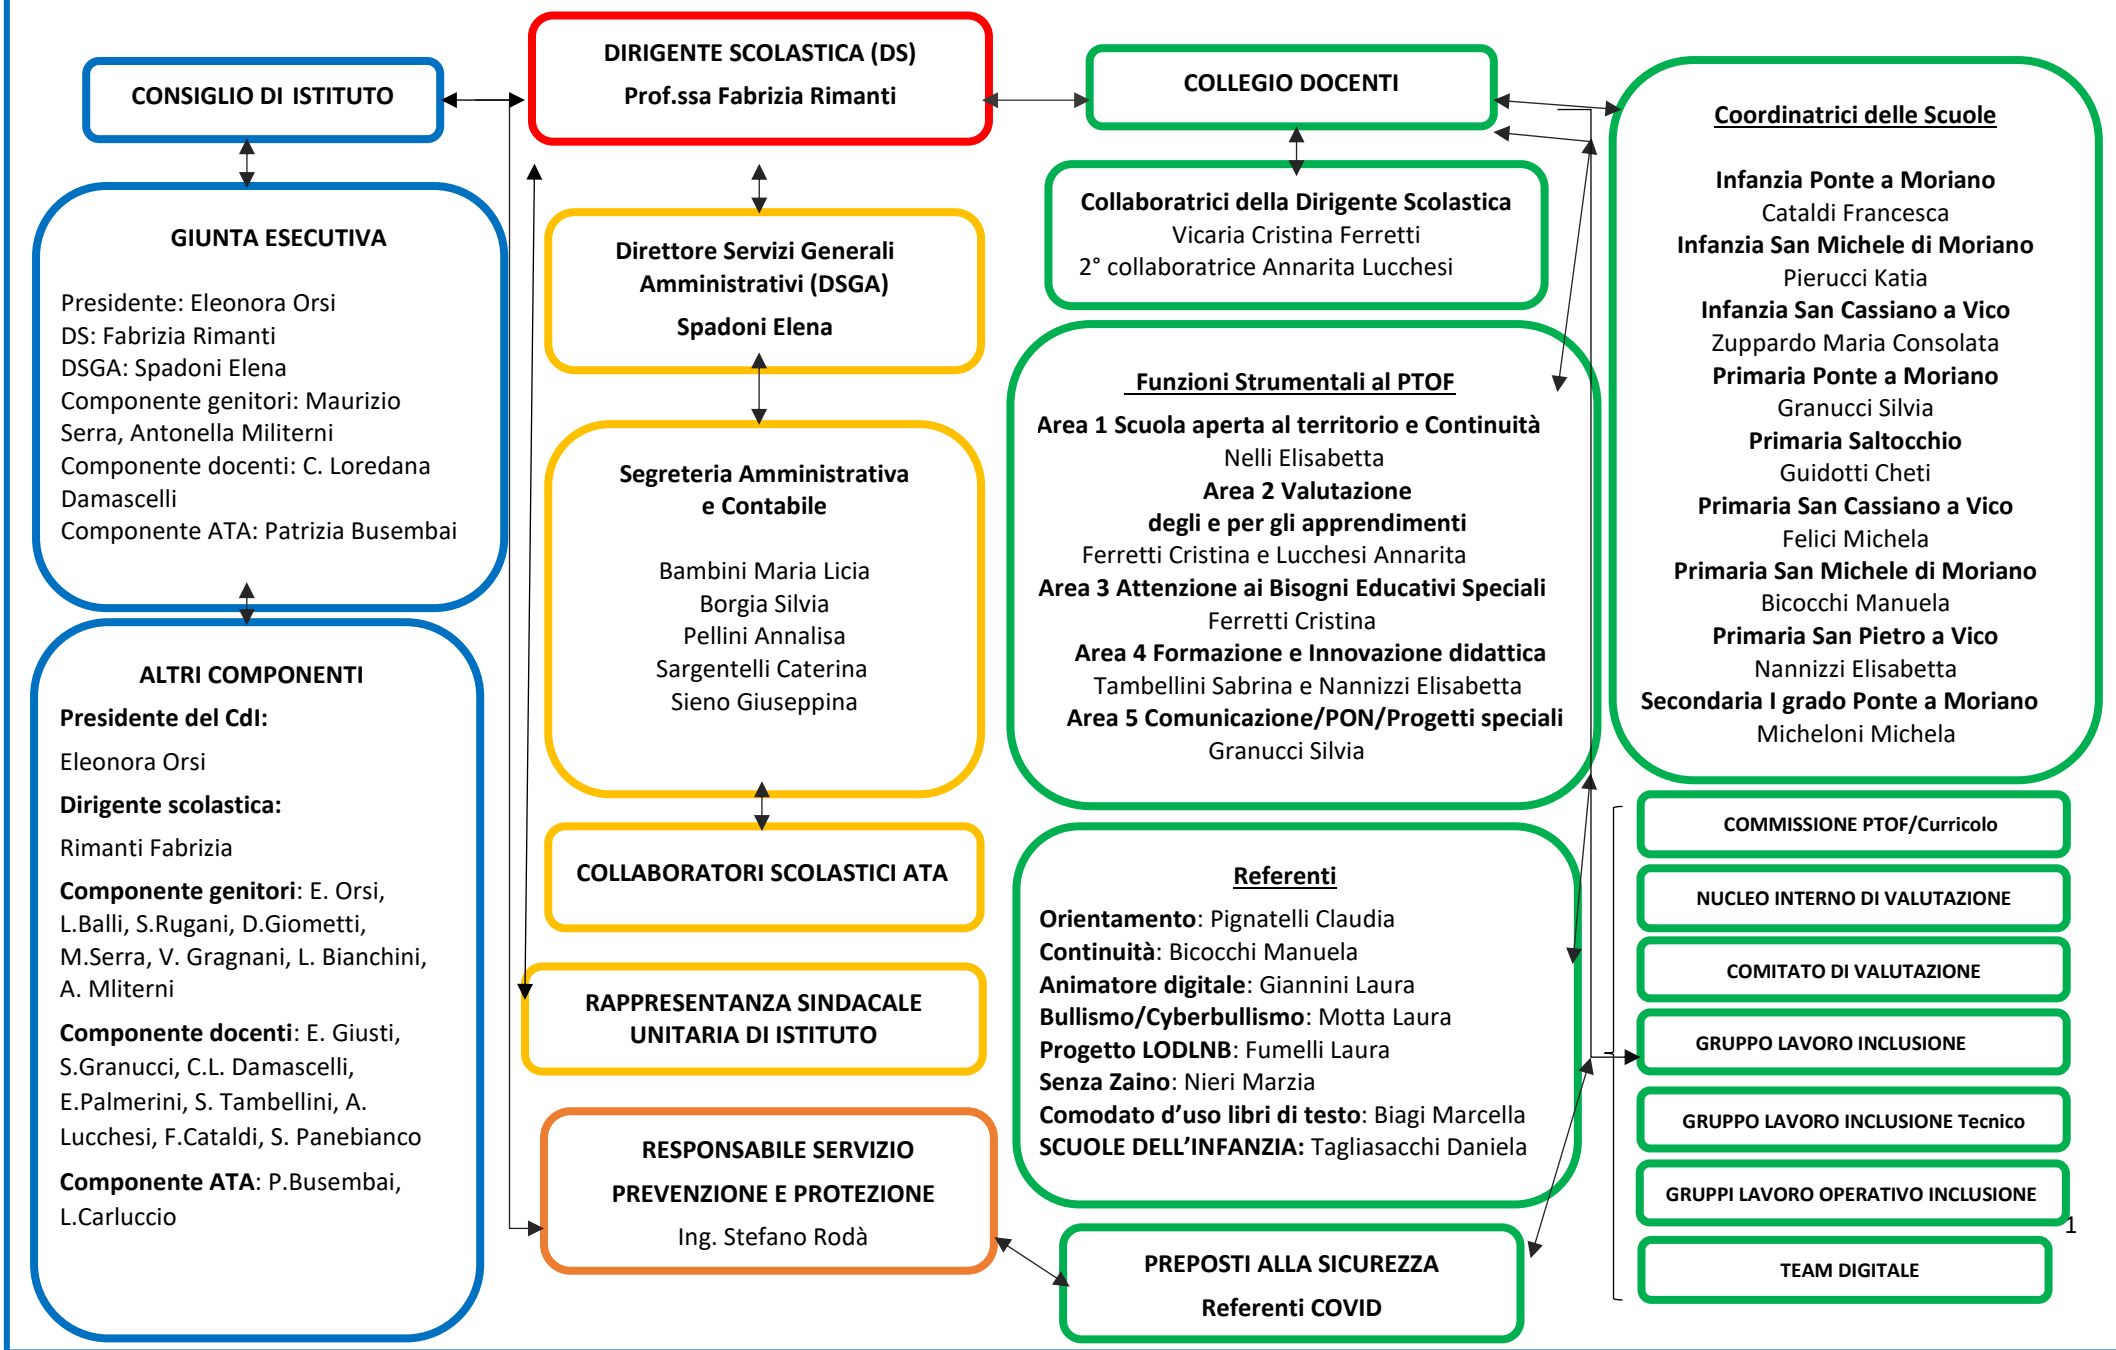 CONSIGLIO DI ISTITUTO
GIUNTA ESECUTIVA
Presidente: Eleonora Orsi
DS: Fabrizia Rimanti
DSGA: Spadoni Elena
Componente genitori: Maurizio
Serra, Antonella Militerni
Componente docenti: C. Loredana
Damascelli
Componente ATA: Patrizia Busembai
ALTRI COMPONENTI
Presidente del CdI:
Eleonora Orsi
Dirigente scolastica:
Rimanti Fabrizia
Componente genitori: E. Orsi,
L.Balli, S.Rugani, D.Giometti,
M.Serra, V. Gragnani, L. Bianchini,
A. Mliterni
Componente docenti: E. Giusti,
S.Granucci, C.L. Damascelli,
E.Palmerini, S. Tambellini, A.
Lucchesi, F.Cataldi, S. Panebianco
Componente ATA: P.Busembai,
L.Carluccio
DIRIGENTE SCOLASTICA (DS)
Prof.ssa Fabrizia Rimanti
Direttore Servizi Generali
Amministrativi (DSGA)
Spadoni Elena
Segreteria Amministrativa
e Contabile
Bambini Maria Licia
Borgia Silvia
Pellini Annalisa
Sargentelli Caterina
Sieno Giuseppina
COLLABORATORI SCOLASTICI ATA
RAPPRESENTANZA SINDACALE
UNITARIA DI ISTITUTO
RESPONSABILE SERVIZIO
PREVENZIONE E PROTEZIONE
Ing. Stefano Rodà
COLLEGIO DOCENTI
Collaboratrici della Dirigente Scolastica
Vicaria Cristina Ferretti
2° collaboratrice Annarita Lucchesi
Funzioni Strumentali al PTOF
Area 1 Scuola aperta al territorio e Continuità
Nelli Elisabetta
Area 2 Valutazione
degli e per gli apprendimenti
Ferretti Cristina e Lucchesi Annarita
Area 3 Attenzione ai Bisogni Educativi Speciali
Ferretti Cristina
Area 4 Formazione e Innovazione didattica
Tambellini Sabrina e Nannizzi Elisabetta
Area 5 Comunicazione/PON/Progetti speciali
Granucci Silvia
Referenti
Orientamento: Pignatelli Claudia
Continuità: Bicocchi Manuela
Animatore digitale: Giannini Laura
Bullismo/Cyberbullismo: Motta Laura
Progetto LODLNB: Fumelli Laura
Senza Zaino: Nieri Marzia
Comodato d’uso libri di testo: Biagi Marcella
SCUOLE DELL’INFANZIA: Tagliasacchi Daniela
PREPOSTI ALLA SICUREZZA
Referenti COVID
Coordinatrici delle Scuole
Infanzia Ponte a Moriano
Cataldi Francesca
Infanzia San Michele di Moriano
Pierucci Katia
Infanzia San Cassiano a Vico
Zuppardo Maria Consolata
Primaria Ponte a Moriano
Granucci Silvia
Primaria Saltocchio
Guidotti Cheti
Primaria San Cassiano a Vico
Felici Michela
Primaria San Michele di Moriano
Bicocchi Manuela
Primaria San Pietro a Vico
Nannizzi Elisabetta
Secondaria I grado Ponte a Moriano
Micheloni Michela
COMMISSIONE PTOF/Curricolo
NUCLEO INTERNO DI VALUTAZIONE
COMITATO DI VALUTAZIONE
GRUPPO LAVORO INCLUSIONE
GRUPPO LAVORO INCLUSIONE Tecnico
GRUPPI LAVORO OPERATIVO INCLUSIONE
1
TEAM DIGITALE